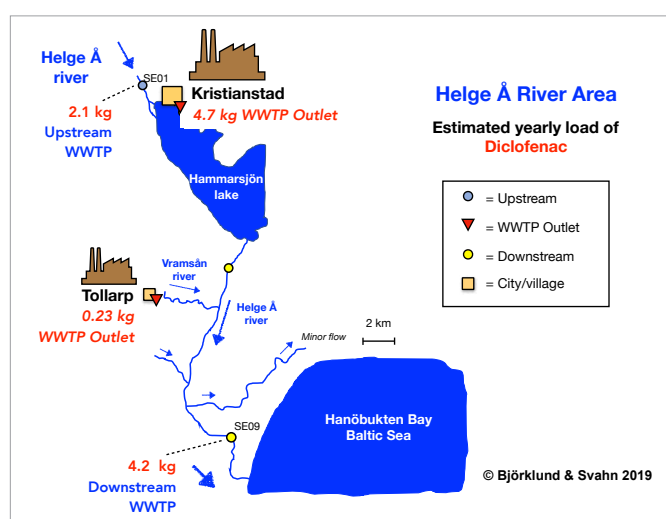 Helge Å
river
SE01
Kristianstad
4.7 kg WWTP Outlet
2.1 kg
Upstream
WWTP
Hammarsjön
lake
Helge Å River Area
Estimated yearly load of
Diclofenac
= Upstream
= WWTP Outlet
= Downstream
= City/village
Vramsån
river
Tollarp
0.23 kg
WWTP Outlet
Helge Å
river
2 km
Minor flow
SE09
Hanöbukten Bay
Baltic Sea
4.2 kg
Downstream
WWTP
© Björklund & Svahn 2019